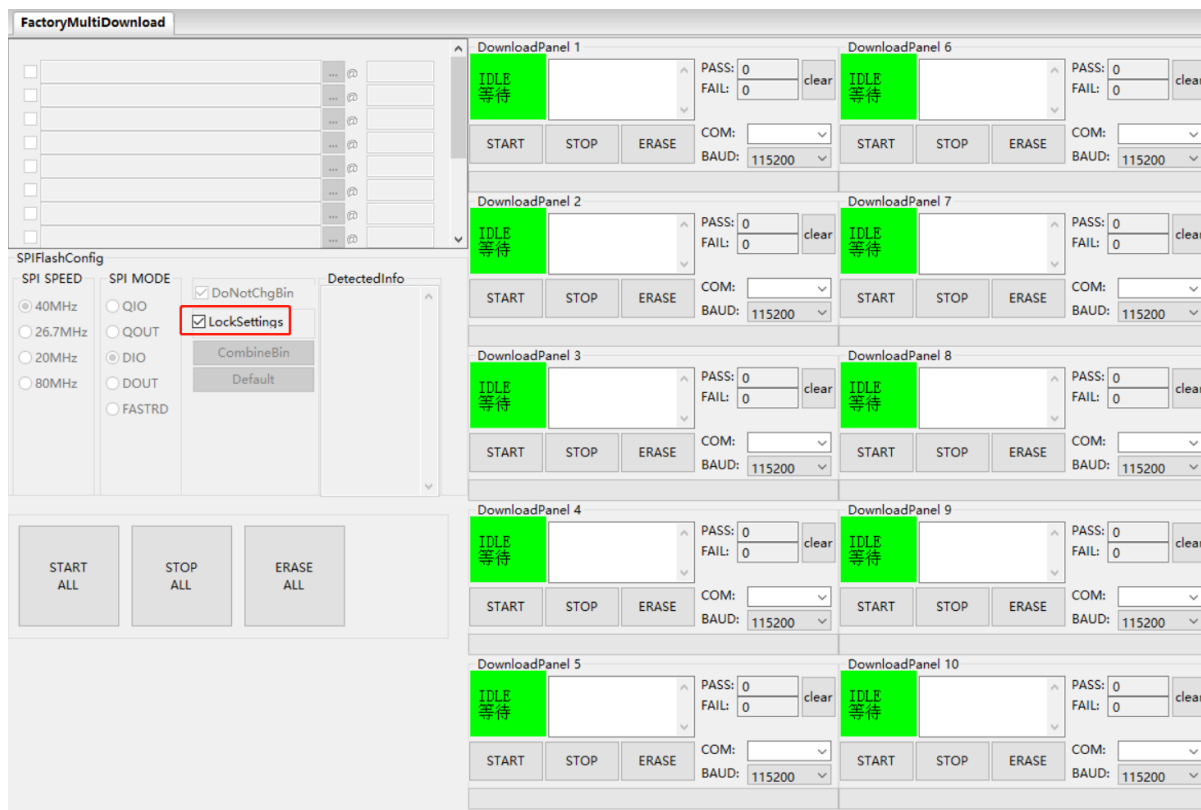 FactoryMultiDownload
... @
... @
... @
... @
... @
... @
... @
... @
SPIFlashConfig
SPI SPEED
40MHz
26.7MHz
20MHz
80MHz
SPI MODE
QIO
QOUT
DIO
DOUT
FASTRD
DoNotChgBin
LockSettings
CombineBin
Default
DetectedInfo
START
ALL
STOP
ALL
ERASE
ALL
DownloadPanel 1
IDLE
等待
PASS: 0
FAIL: 0
clear
START STOP ERASE
COM:
BAUD: 115200
DownloadPanel 2
IDLE
等待
PASS: 0
FAIL: 0
clear
START STOP ERASE
COM:
BAUD: 115200
DownloadPanel 3
IDLE
等待
PASS: 0
FAIL: 0
clear
START STOP ERASE
COM:
BAUD: 115200
DownloadPanel 4
IDLE
等待
PASS: 0
FAIL: 0
clear
START STOP ERASE
COM:
BAUD: 115200
DownloadPanel 5
IDLE
等待
PASS: 0
FAIL: 0
clear
START STOP ERASE
COM:
BAUD: 115200
DownloadPanel 6
IDLE
等待
PASS: 0
FAIL: 0
clear
START STOP ERASE
COM:
BAUD: 115200
DownloadPanel 7
IDLE
等待
PASS: 0
FAIL: 0
clear
START STOP ERASE
COM:
BAUD: 115200
DownloadPanel 8
IDLE
等待
PASS: 0
FAIL: 0
clear
START STOP ERASE
COM:
BAUD: 115200
DownloadPanel 9
IDLE
等待
PASS: 0
FAIL: 0
clear
START STOP ERASE
COM:
BAUD: 115200
DownloadPanel 10
IDLE
等待
PASS: 0
FAIL: 0
clear
START STOP ERASE
COM:
BAUD: 115200